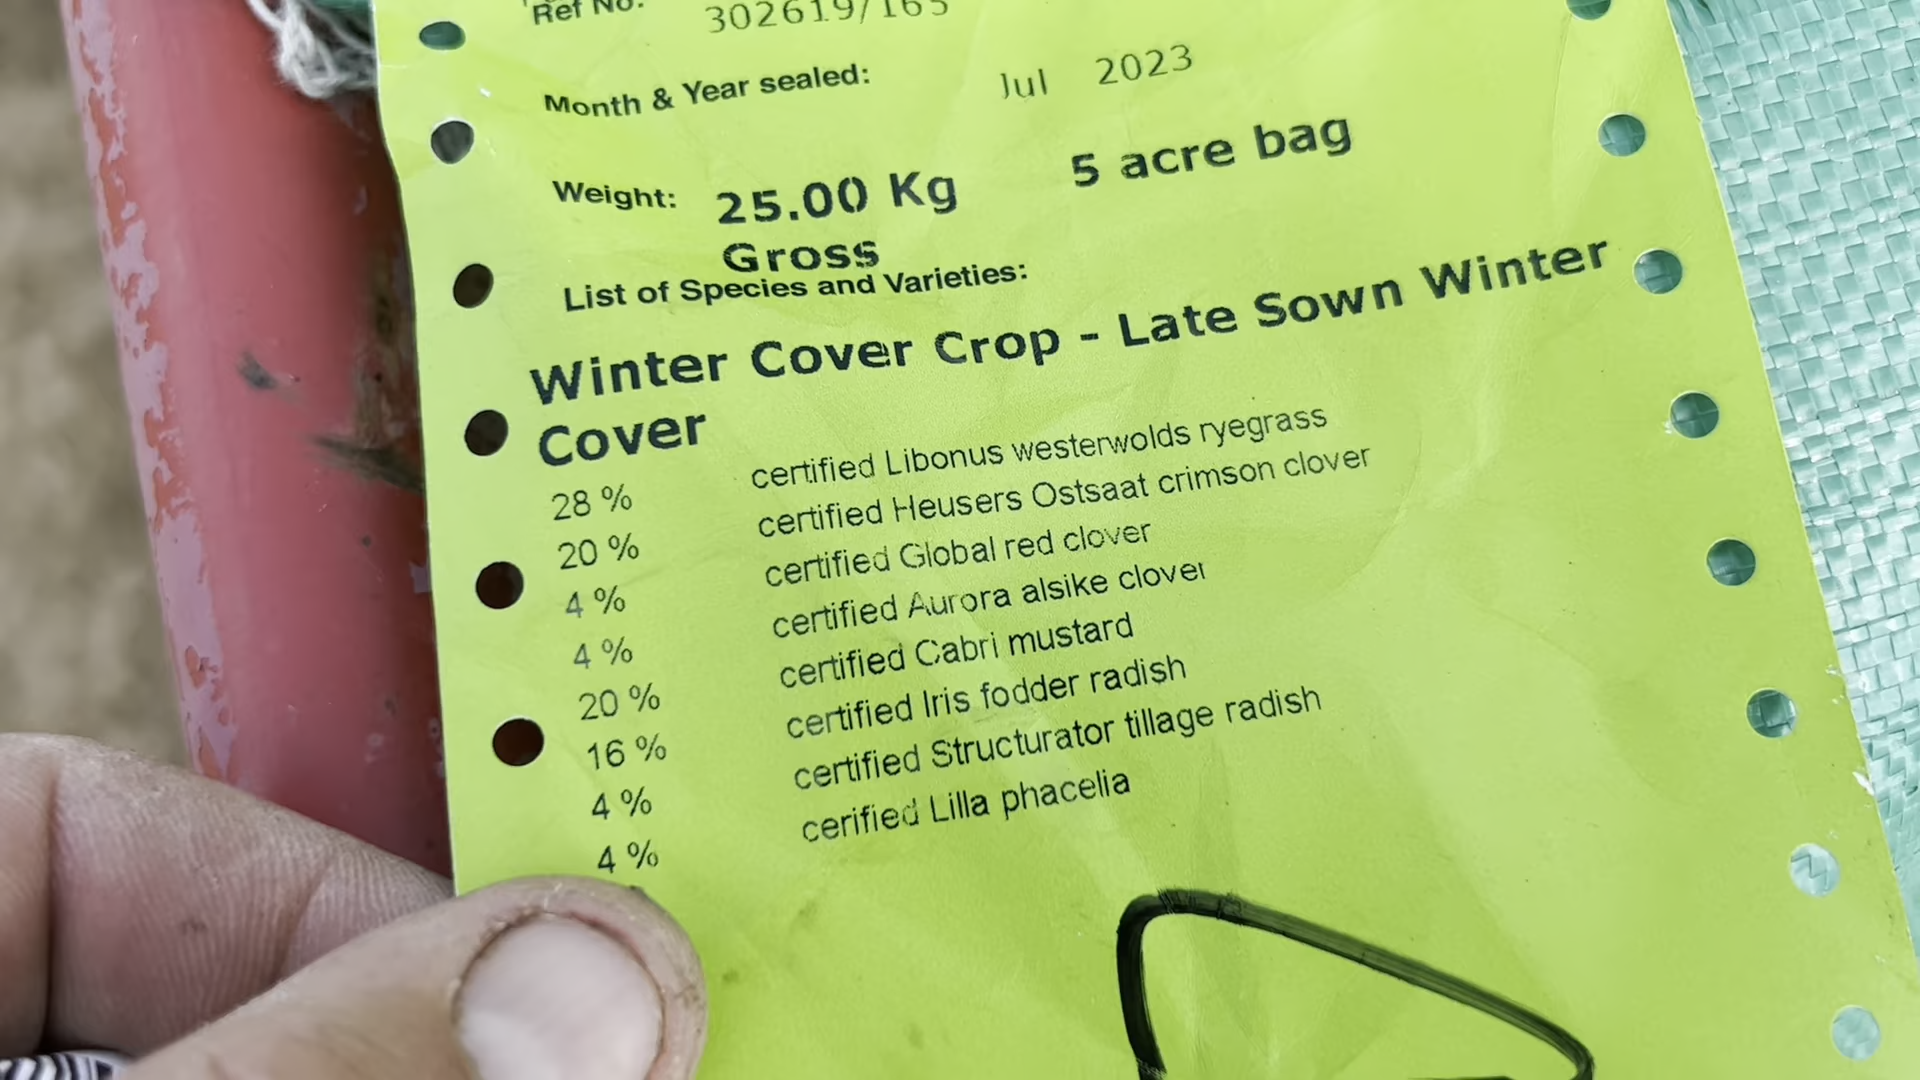 Ref No: 302619/165
Month & Year sealed: Jul 2023
Weight: 25.00 Kg 5 acre bag
Gross
List of Species and Varieties:
Winter Cover Crop - Late Sown Winter
Cover
28 % certified Libonus westerwolds ryegrass
20 % certified Heusers Ostsaat crimson clover
4 % certified Global red clover
4 % certified Aurora alsike clover
20 % certified Cabri mustard
16 % certified Iris fodder radish
4 % certified Structurator tillage radish
4 % cerified Lilla phacelia